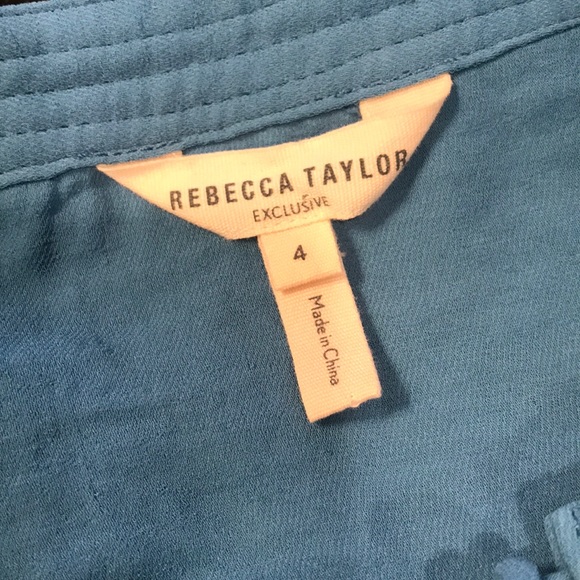 REBECCA TAYLOR
EXCLUSIVE
4
Made in China